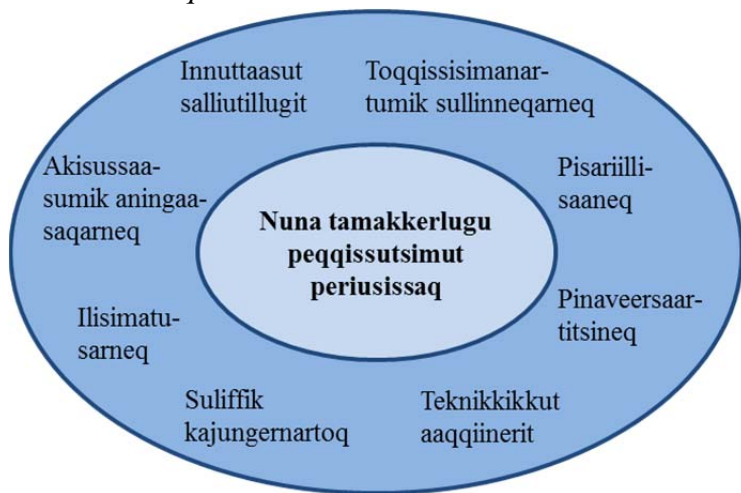 Innuttaasut
salliutillugit
Toqqissisimanar-
tumik sullinneqarneq
Akisussaa-
sumik aningaa-
saqarneq
Pisariilli-
saaneq
Nuna tamakkerlugu
peqqissutsimut
periusissaq
Ilisimatu-
sarneq
Pinaveersaar-
titsineq
Suliffik
kajungernartoq
Teknikkikkut
aaqqiinerit